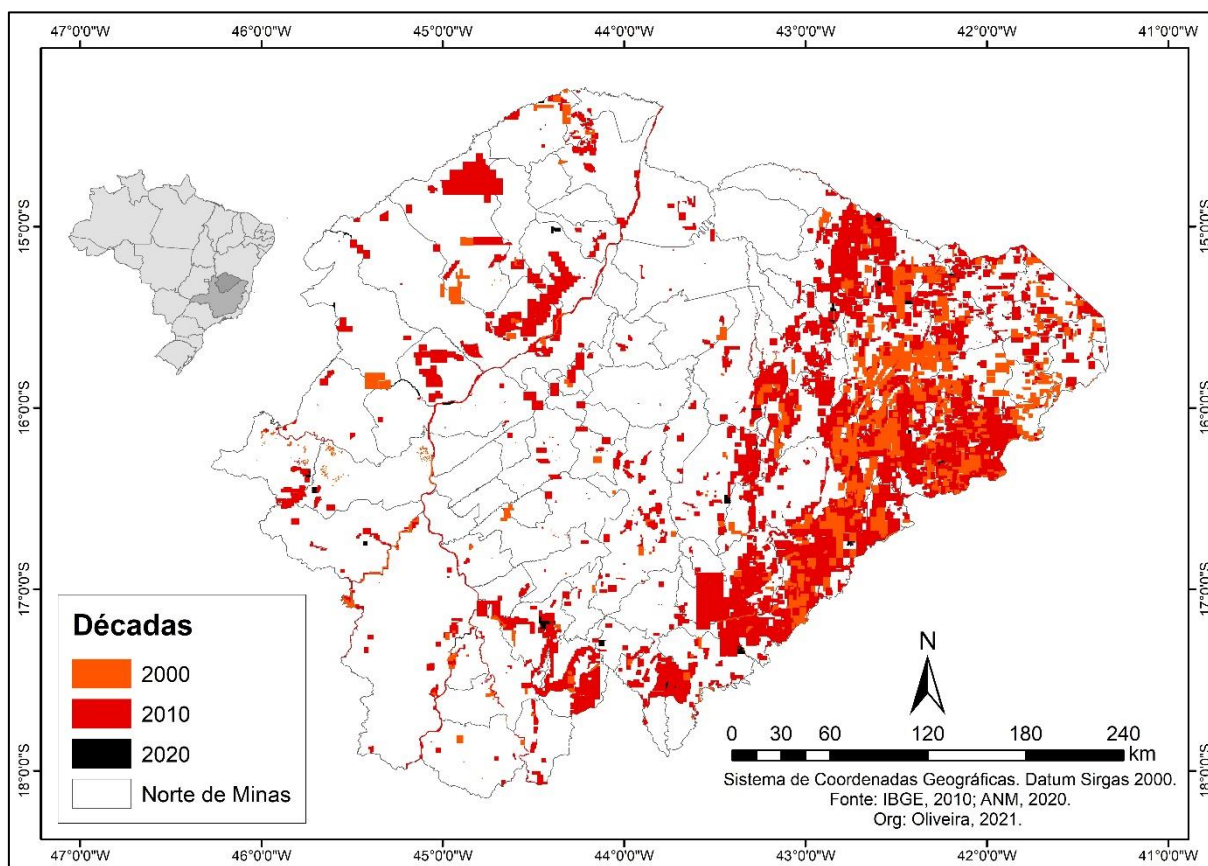 47°0'0"W 46°0'0"W 45°0'0"W 44°0'0"W 43°0'0"W 42°0'0"W 41°0'0"W
15°0'0"S 15°0'0"S
16°0'0"S 16°0'0"S
17°0'0"S 17°0'0"S
18°0'0"S 18°0'0"S
Décadas
2000
2010
2020
Norte de Minas
N
0 30 60 120 180 240
km
Sistema de Coordenadas Geográficas. Datum Sirgas 2000.
Fonte: IBGE, 2010; ANM, 2020.
Org: Oliveira, 2021.
47°0'0"W 46°0'0"W 45°0'0"W 44°0'0"W 43°0'0"W 42°0'0"W 41°0'0"W